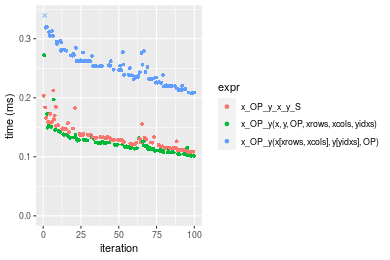 0.3
0.2
0.1
0.0
time (ms)
0
25
50
75
100
iteration
expr
x_OP_y_x_y_S
x_OP_y(x, y, OP, xrows, xcols, yidxs)
x_OP_y(x[xrows, xcols], y[yidxs], OP)